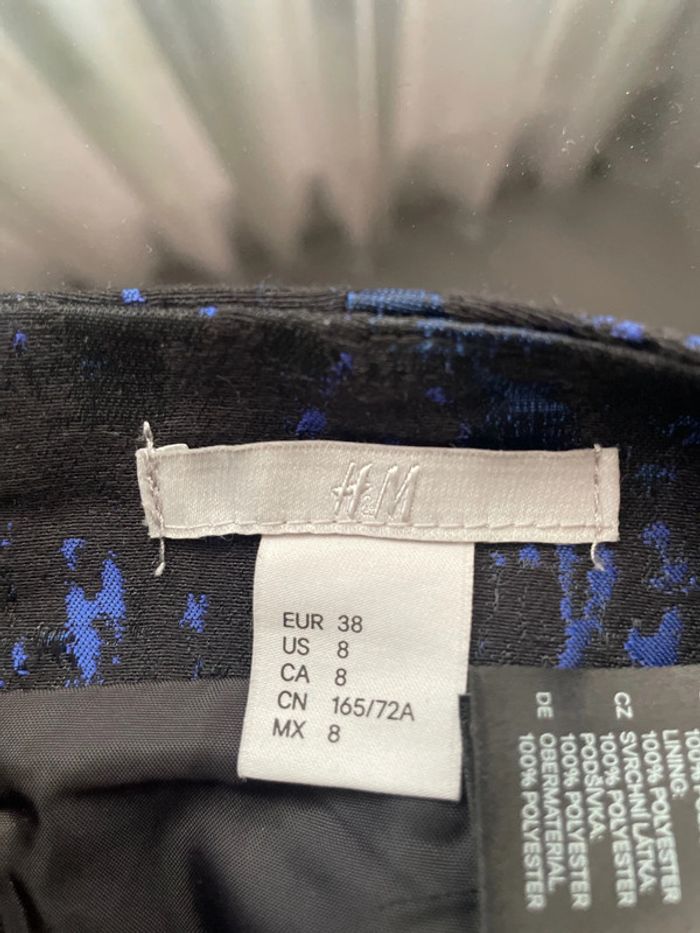 H&M
EUR 38
US 8
CA 8
CN 165/72A
MX 8
LINING:
100% POLYESTER
CZ SVRCHNÍ LÁTKA:
100% POLYESTER
PODŠÍVKA:
100% POLYESTER
DE OBERMATERIAL
100% POLYESTER